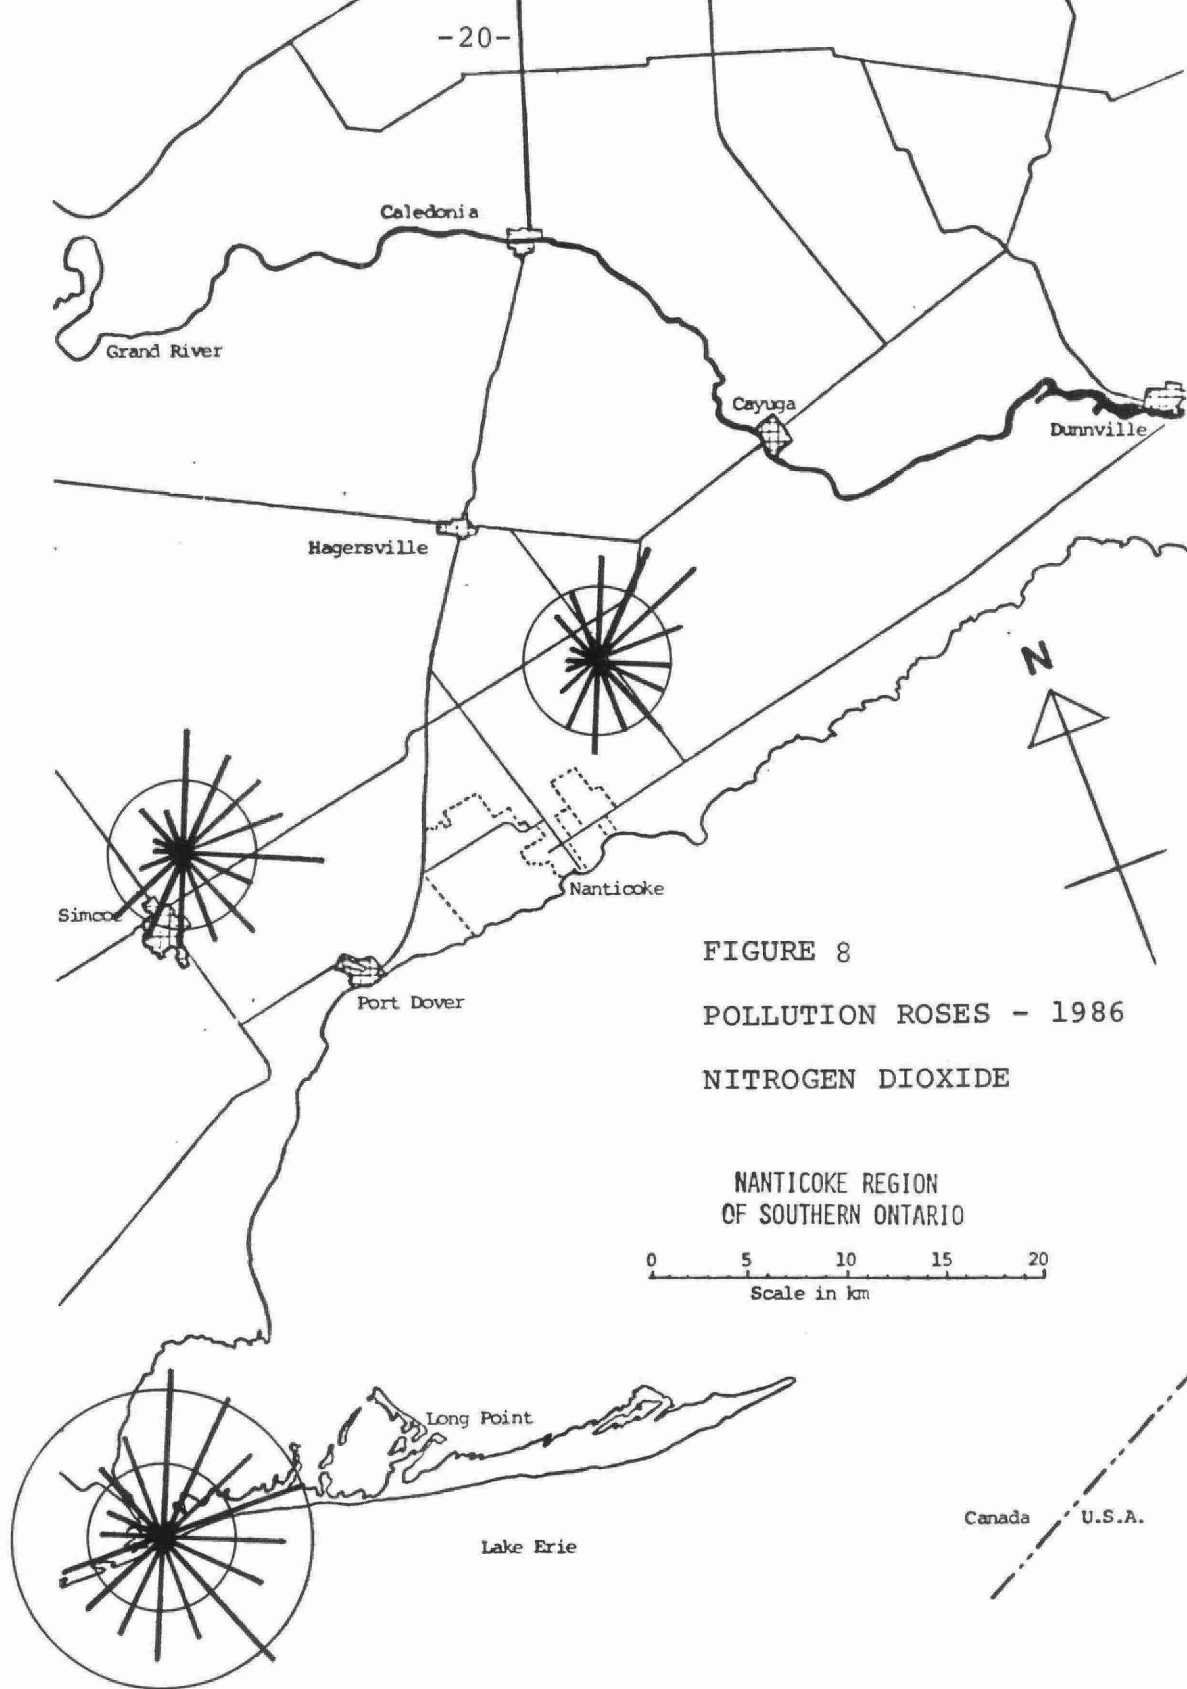 -20-
Caledonia
Grand River
Cayuga
Dunnville
Hagersville
N
Simcoe
Nanticoke
Port Dover
FIGURE 8
POLLUTION ROSES - 1986
NITROGEN DIOXIDE
NANTICOKE REGION
OF SOUTHERN ONTARIO
0 5 10 15 20
Scale in km
Long Point
Canada U.S.A.
Lake Erie